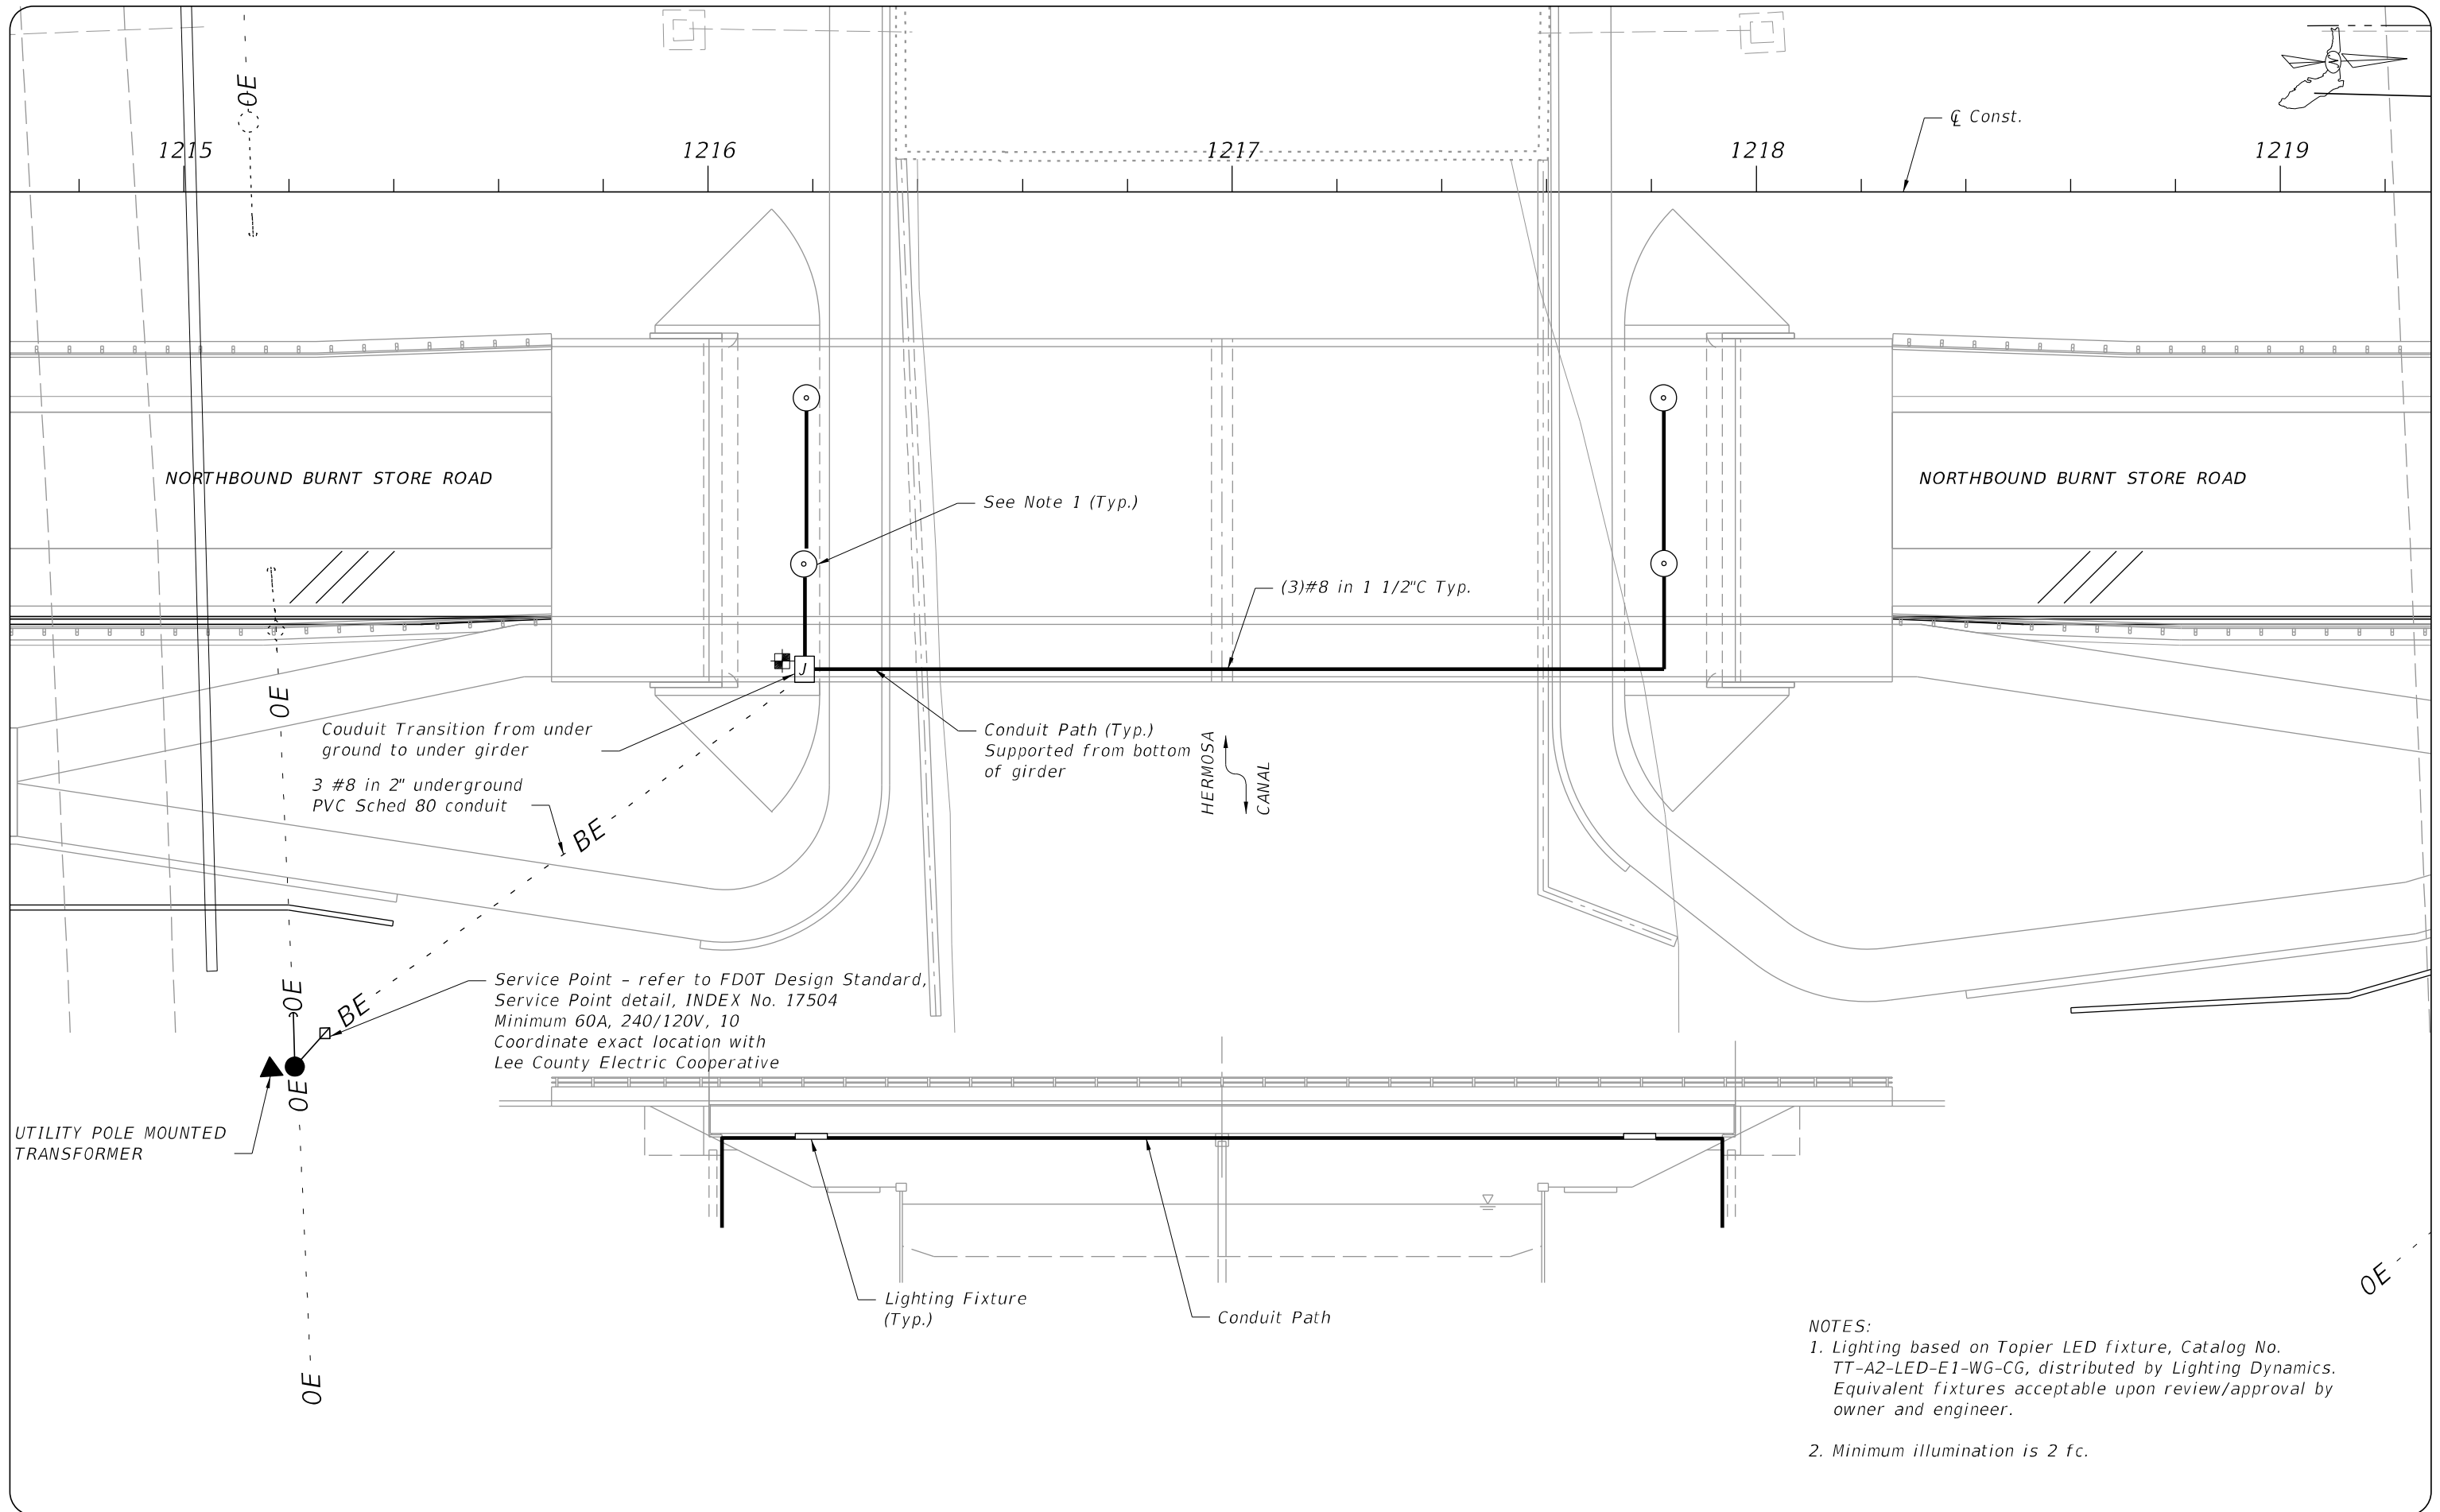 OE
℄ Const.
1215 1216 1217 1218 1219
NORTHBOUND BURNT STORE ROAD
NORTHBOUND BURNT STORE ROAD
See Note 1 (Typ.)
(3)#8 in 1 1/2"C Typ.
J
OE
Couduit Transition from under
ground to under girder
3 #8 in 2" underground
PVC Sched 80 conduit
Conduit Path (Typ.)
Supported from bottom
of girder
HERMOSA
CANAL
BE
OE
BE
Service Point - refer to FDOT Design Standard,
Service Point detail, INDEX No. 17504
Minimum 60A, 240/120V, 10
Coordinate exact location with
Lee County Electric Cooperative
OE
UTILITY POLE MOUNTED
TRANSFORMER
Lighting Fixture
(Typ.)
Conduit Path
OE
OE
NOTES:
1. Lighting based on Topier LED fixture, Catalog No.
TT-A2-LED-E1-WG-CG, distributed by Lighting Dynamics.
Equivalent fixtures acceptable upon review/approval by
owner and engineer.
2. Minimum illumination is 2 fc.